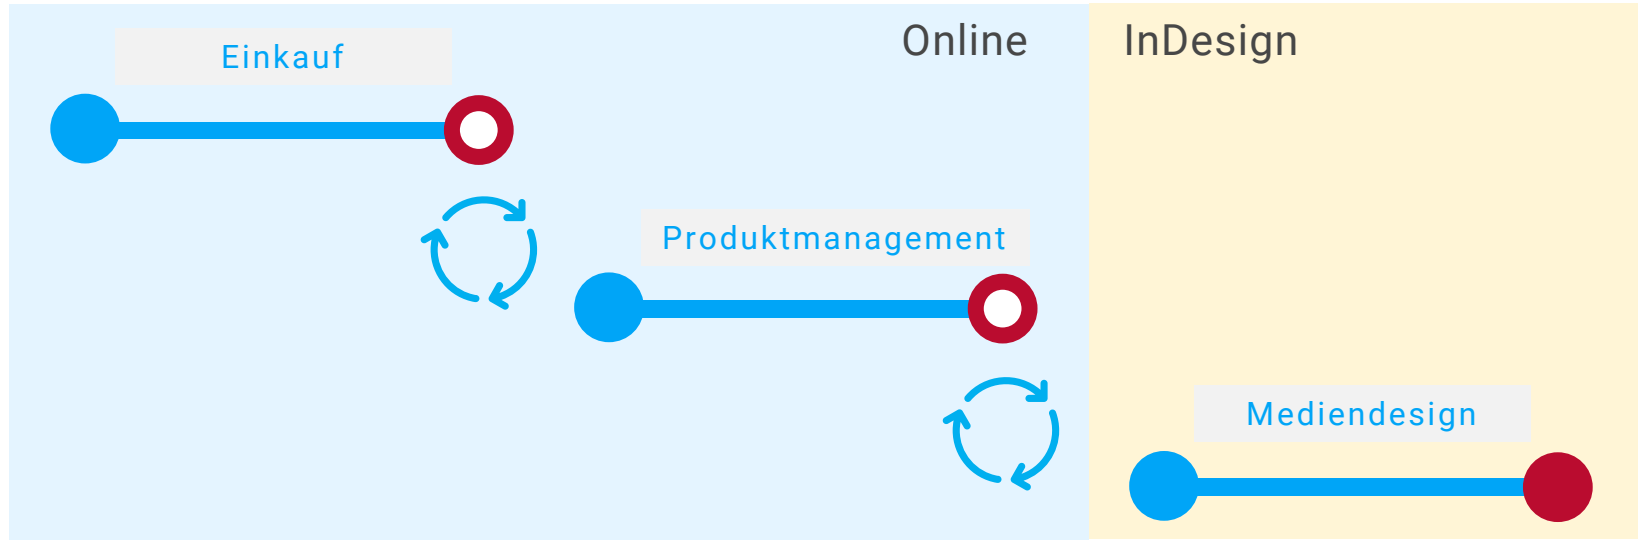 Einkauf
Online
InDesign
Produktmanagement
Mediendesign